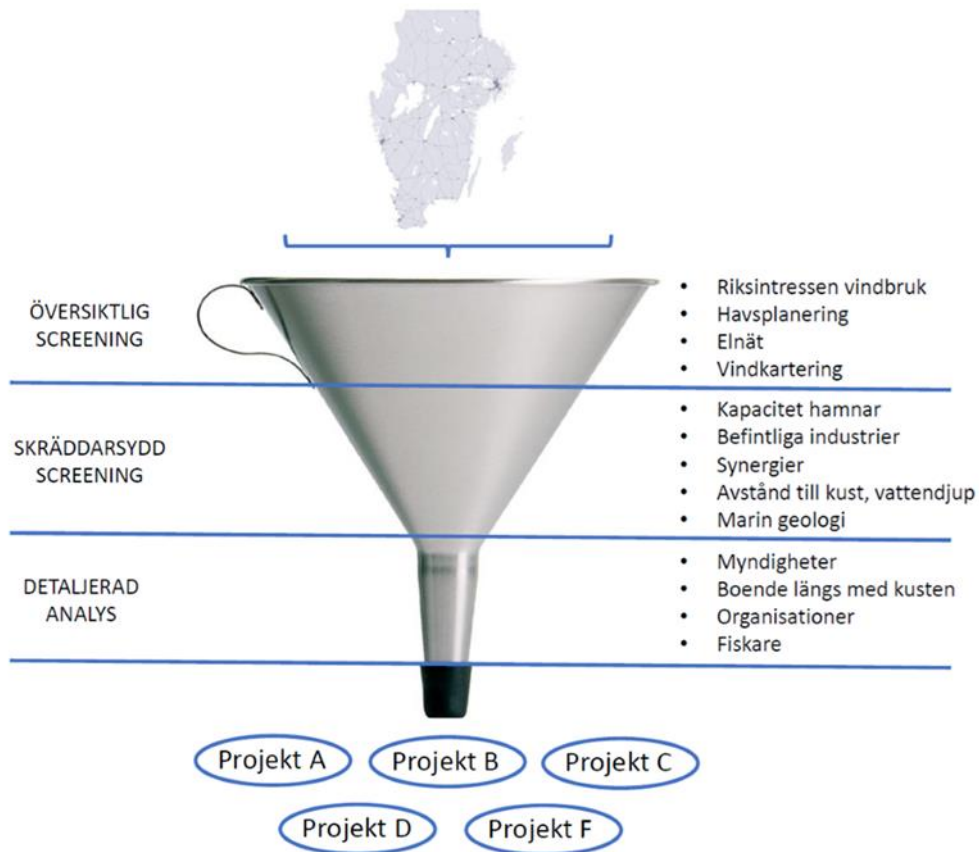 ÖVERSIKTLIG
SCREENING
• Riksintressen vindbruk
• Havsplanering
• Elnät
• Vindkartering
SKRÄDDARSYDD
SCREENING
• Kapacitet hamnar
• Befintliga industrier
• Synergier
• Avstånd till kust, vattendjup
• Marin geologi
DETALJERAD
ANALYS
• Myndigheter
• Boende längs med kusten
• Organisationer
• Fiskare
Projekt A
Projekt B
Projekt C
Projekt D
Projekt F